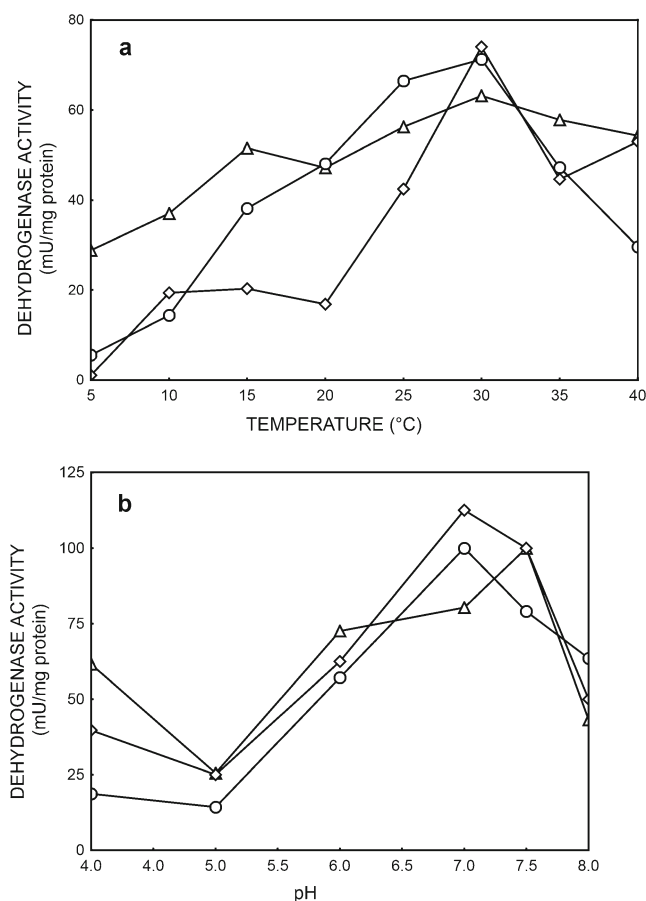 a
80
60
40
20
0
DEHYDROGENASE ACTIVITY
(mU/mg protein)
5 10 15 20 25 30 35 40
TEMPERATURE (°C)
b
125
100
75
50
25
0
DEHYDROGENASE ACTIVITY
(mU/mg protein)
4.0 4.0 5.0 5.5 6.0 6.5 7.0 7.5 8.0
pH